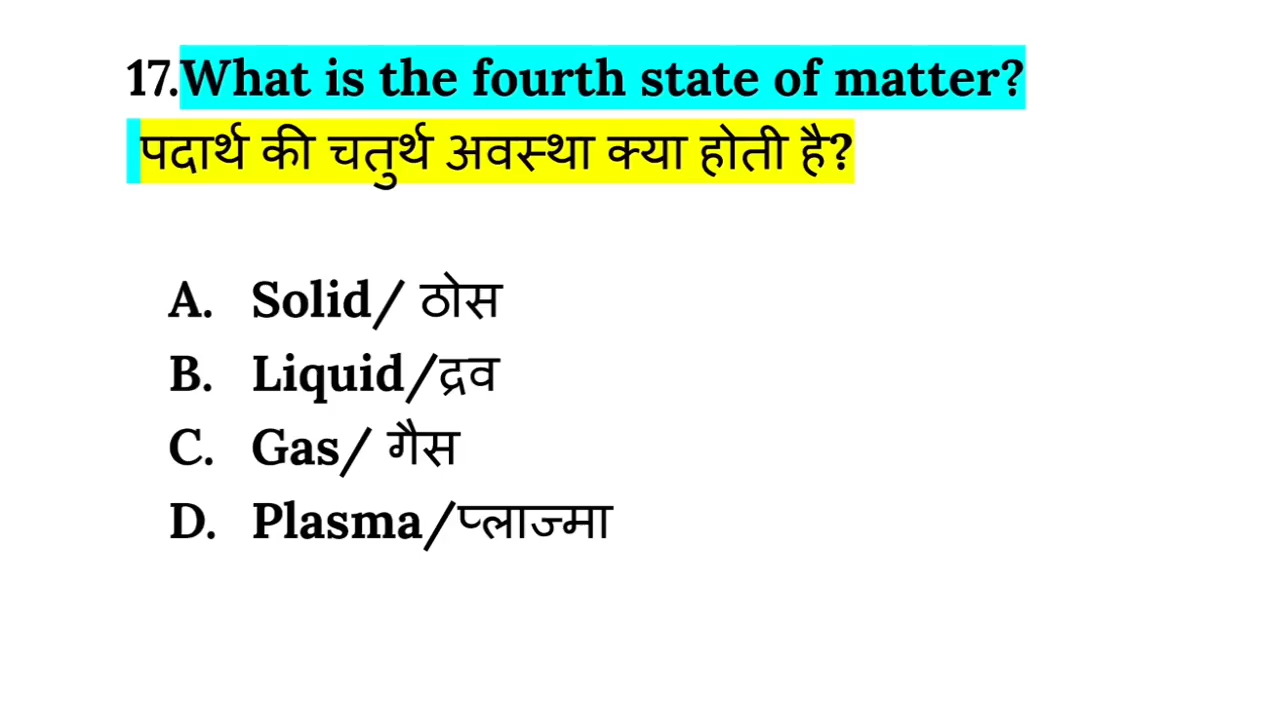 17.What is the fourth state of matter?
पदार्थ की चतुर्थ अवस्था क्या होती है?
A. Solid/ ठोस
B. Liquid/द्रव
C. Gas/ गैस
D. Plasma/प्लाज्मा